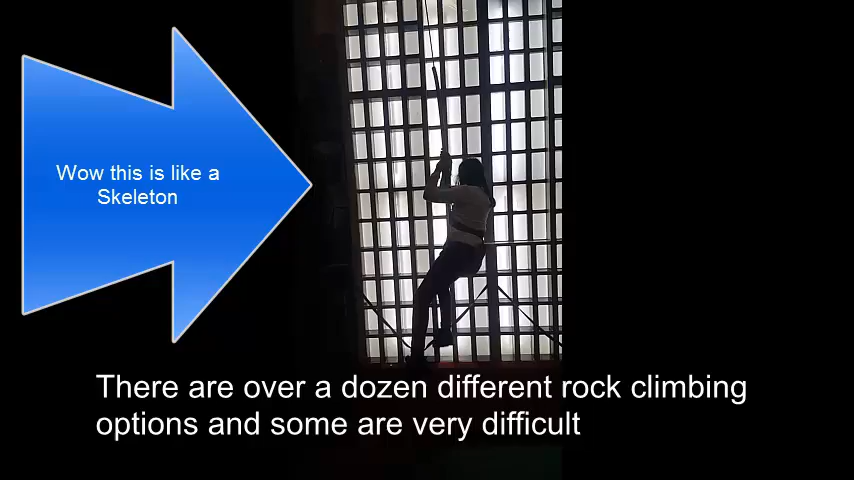 Wow this is like a
Skeleton
There are over a dozen different rock climbing
options and some are very difficult